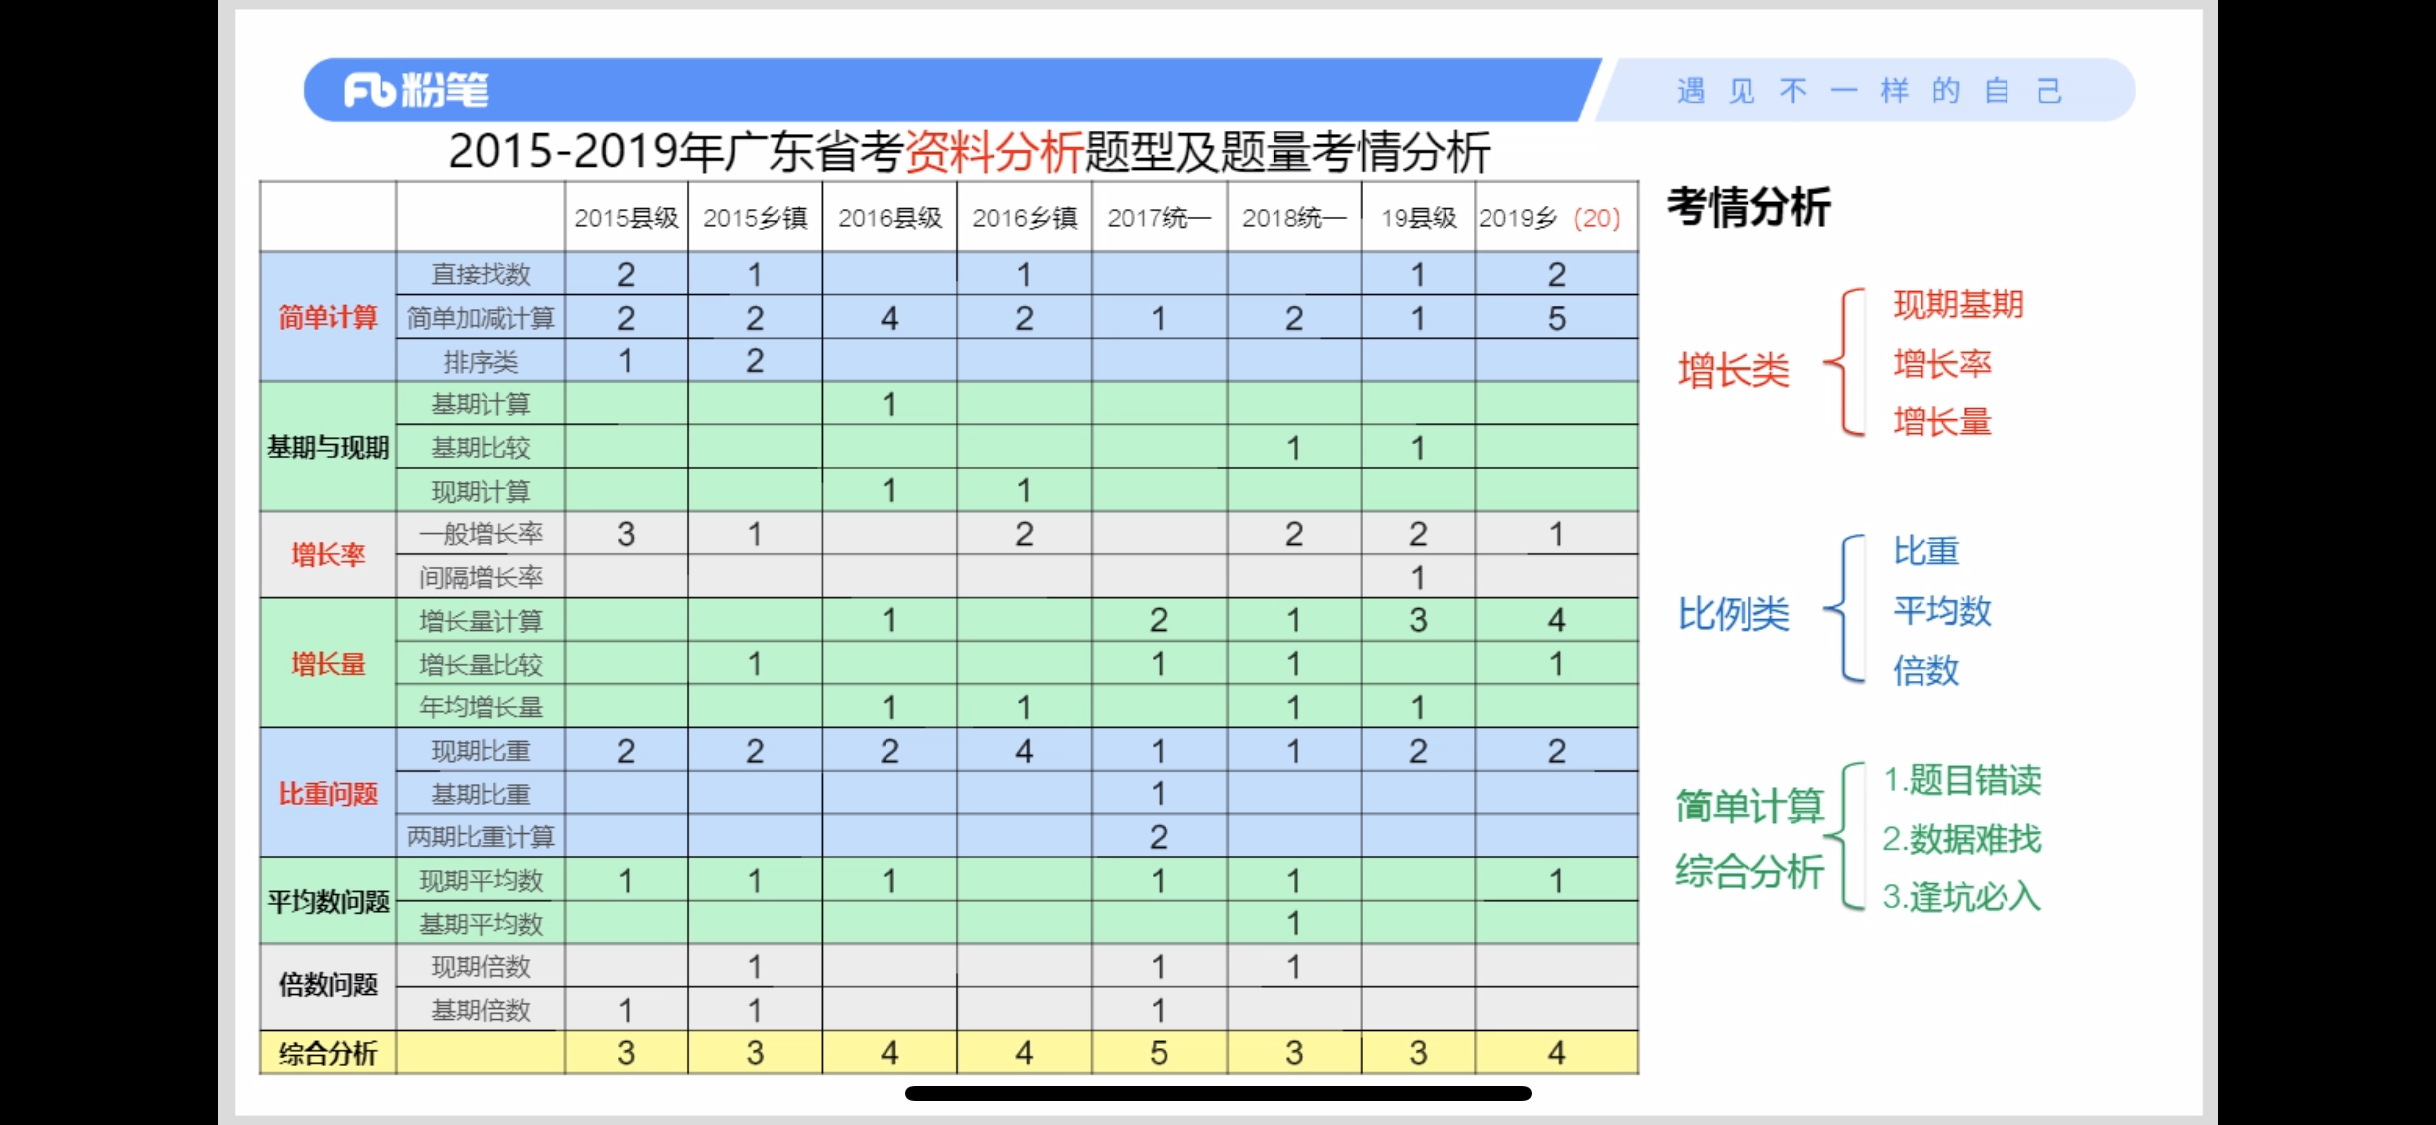 Fb粉笔
遇见不一样的自己
2015-2019年广东省考资料分析题型及题量考情分析
2015县级 2015乡镇 2016县级 2016乡镇 2017统一 2018统一 19县级 2019乡 (20)
简单计算
直接找数 2 1 1 1 2
简单加减计算 2 2 4 2 1 2 1 5
排序类 1 2
基期与现期
基期计算 1
基期比较 1 1
现期计算 1 1
增长率
一般增长率 3 1 2 2 2 1
间隔增长率 1
增长量
增长量计算 1 2 1 3 4
增长量比较 1 1 1 1
年均增长量 1 1 1 1
比重问题
现期比重 2 2 2 4 1 1 2 2
基期比重 1
两期比重计算 2
平均数问题
现期平均数 1 1 1 1 1 1
基期平均数 1
倍数问题
现期倍数 1 1 1
基期倍数 1 1 1
综合分析 3 3 4 4 5 3 3 4
考情分析
增长类
现期基期
增长率
增长量
比例类
比重
平均数
倍数
简单计算
综合分析
1.题目错读
2.数据难找
3.逢坑必入